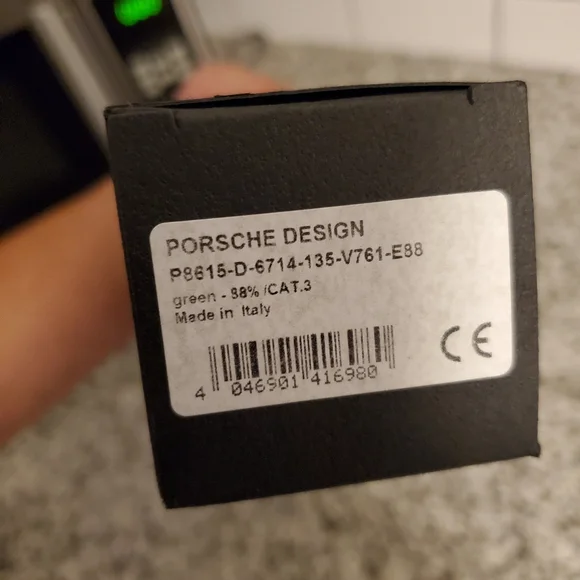 PORSCHE DESIGN
P8615-D-6714-135-V761-E88
green - 88% /CAT.3
Made in Italy
4 046901 416980
CE